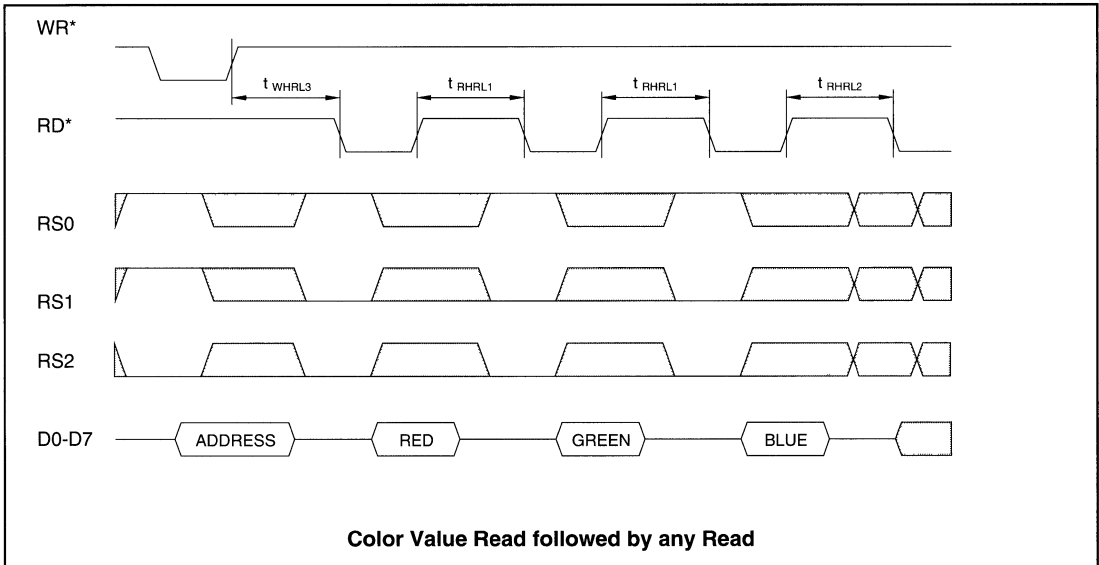 WR*
t WHRL3 t RHRL1 t RHRL1 t RHRL2
RD*
RS0
RS1
RS2
D0-D7 ADDRESS RED GREEN BLUE
Color Value Read followed by any Read